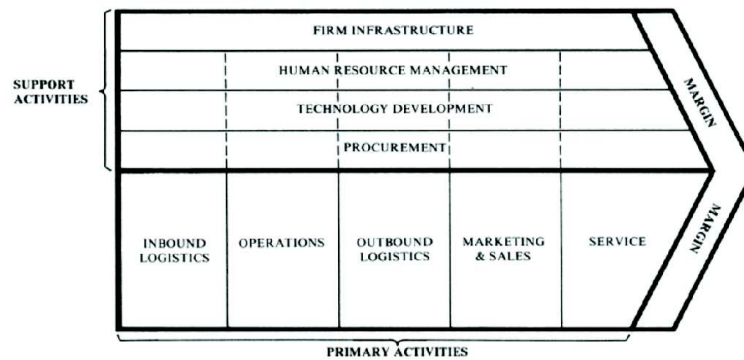 FIRM INFRASTRUCTURE
HUMAN RESOURCE MANAGEMENT
SUPPORT
ACTIVITIES
TECHNOLOGY DEVELOPMENT
PROCUREMENT
MARGIN
MARGIN
INBOUND
LOGISTICS
OPERATIONS
OUTBOUND
LOGISTICS
MARKETING
& SALES
SERVICE
PRIMARY ACTIVITIES